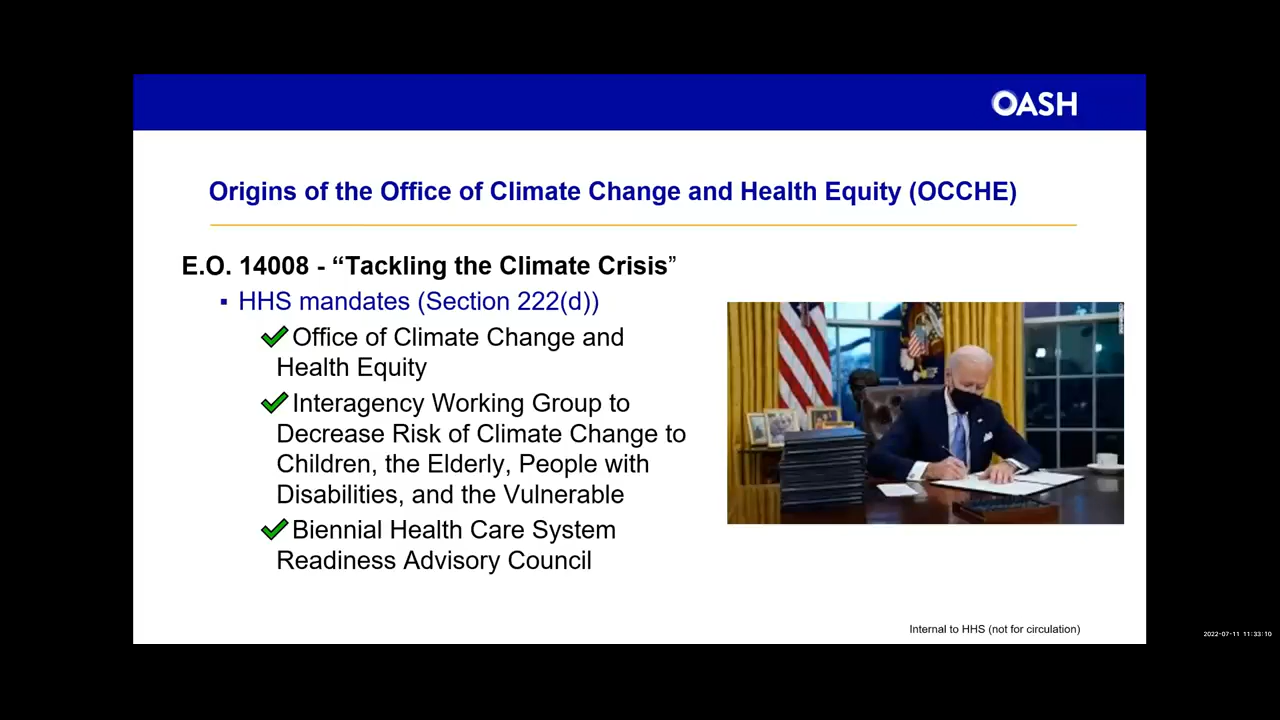 OASH
Origins of the Office of Climate Change and Health Equity (OCCHE)
E.O. 14008 - “Tackling the Climate Crisis”
▪ HHS mandates (Section 222(d))
Office of Climate Change and
Health Equity
Interagency Working Group to
Decrease Risk of Climate Change to
Children, the Elderly, People with
Disabilities, and the Vulnerable
Biennial Health Care System
Readiness Advisory Council
Internal to HHS (not for circulation)
2022-07-11 11:33:10